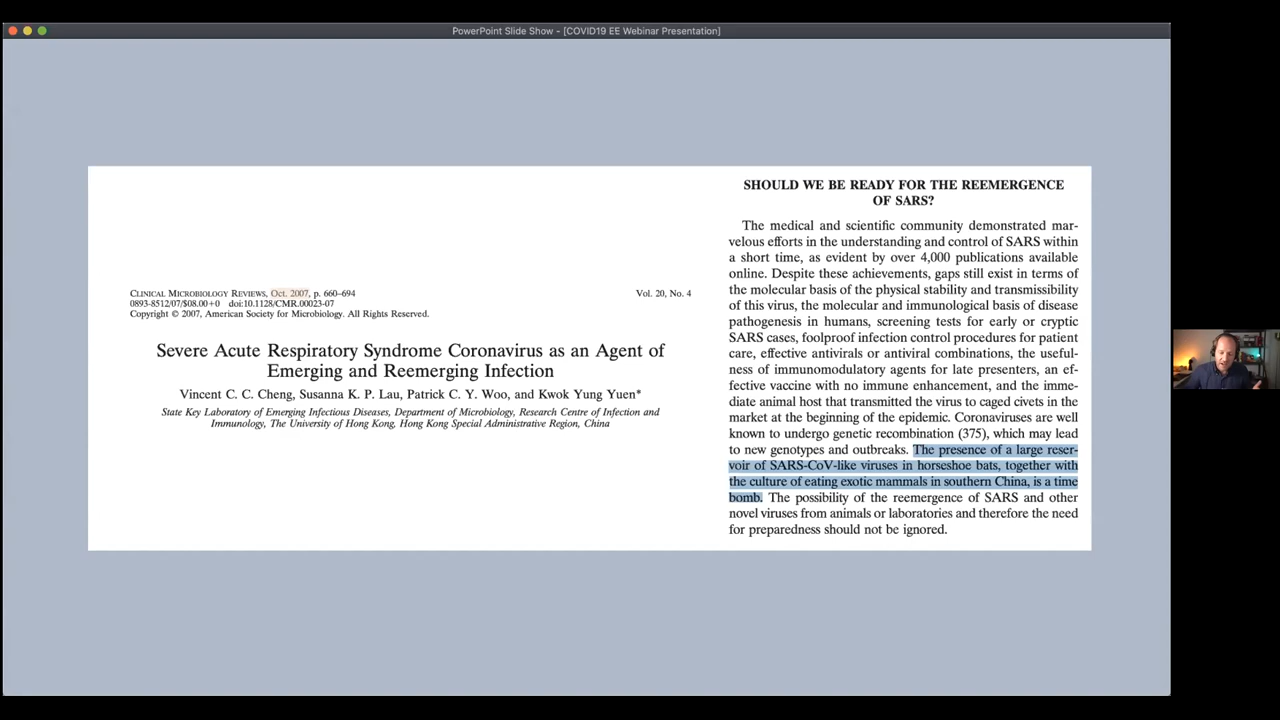 PowerPoint Slide Show - [COVID19 EE Webinar Presentation]
CLINICAL MICROBIOLOGY REVIEWS, Oct. 2007, p. 660–694
Vol. 20, No. 4
0893-8512/07/$08.00+0 doi:10.1128/CMR.00023-07
Copyright © 2007, American Society for Microbiology. All Rights Reserved.
Severe Acute Respiratory Syndrome Coronavirus as an Agent of
Emerging and Reemerging Infection
Vincent C. C. Cheng, Susanna K. P. Lau, Patrick C. Y. Woo, and Kwok Yung Yuen*
State Key Laboratory of Emerging Infectious Diseases, Department of Microbiology, Research Centre of Infection and
Immunology, The University of Hong Kong, Hong Kong Special Administrative Region, China
SHOULD WE BE READY FOR THE REEMERGENCE
OF SARS?
The medical and scientific community demonstrated mar-
velous efforts in the understanding and control of SARS within
a short time, as evident by over 4,000 publications available
online. Despite these achievements, gaps still exist in terms of
the molecular basis of the physical stability and transmissibility
of this virus, the molecular and immunological basis of disease
pathogenesis in humans, screening tests for early or cryptic
SARS cases, foolproof infection control procedures for patient
care, effective antivirals or antiviral combinations, the useful-
ness of immunomodulatory agents for late presenters, an ef-
fective vaccine with no immune enhancement, and the imme-
diate animal host that transmitted the virus to caged civets in the
market at the beginning of the epidemic. Coronaviruses are well
known to undergo genetic recombination (375), which may lead
to new genotypes and outbreaks. The presence of a large reser-
voir of SARS-CoV-like viruses in horseshoe bats, together with
the culture of eating exotic mammals in southern China, is a time
bomb. The possibility of the reemergence of SARS and other
novel viruses from animals or laboratories and therefore the need
for preparedness should not be ignored.